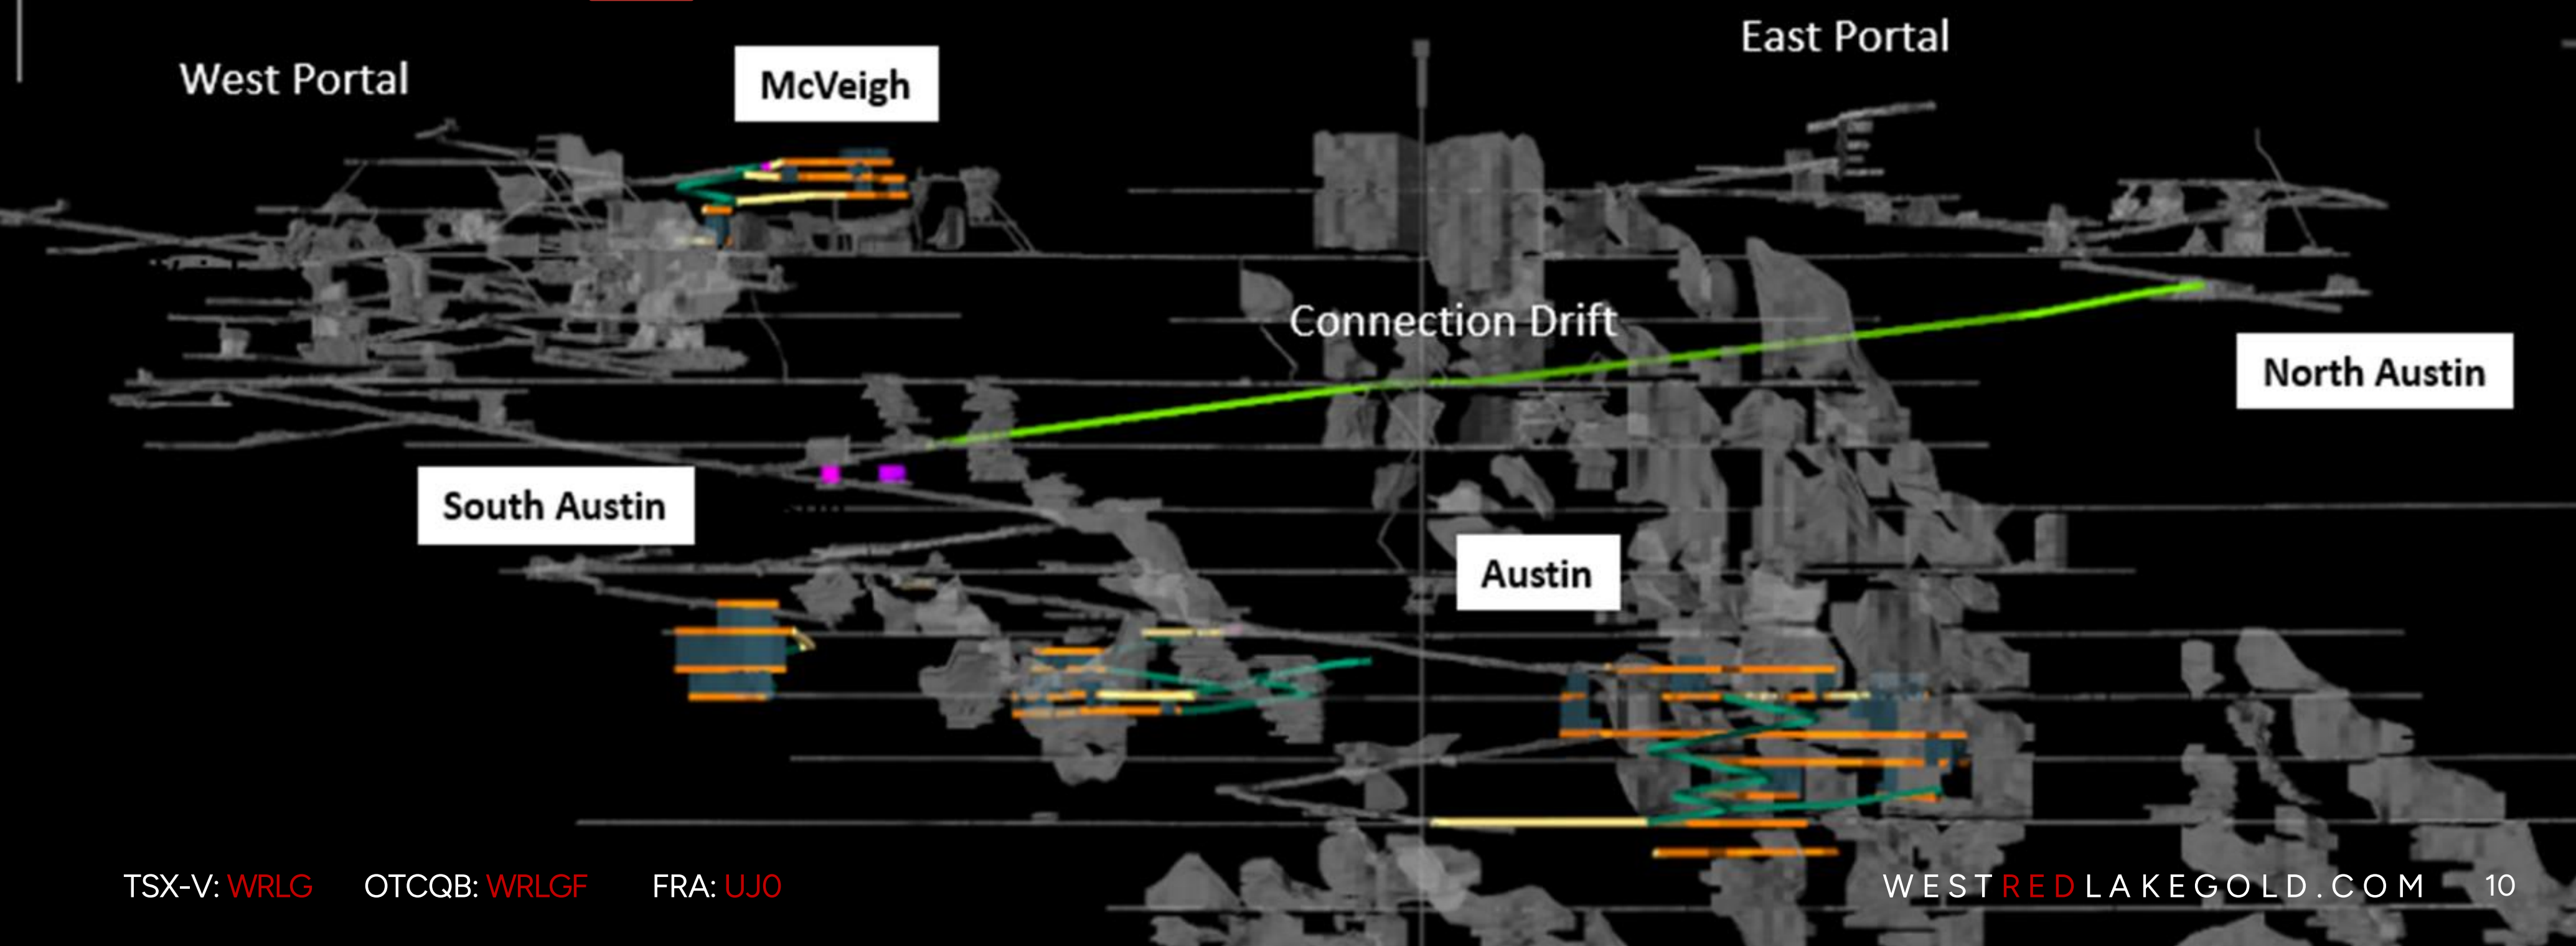 East Portal
West Portal
McVeigh
Connection Drift
North Austin
South Austin
Austin
TSX-V: WRLG OTCQB: WRLGF FRA: UJ0
WESTREDLAKEGOLD.COM 10